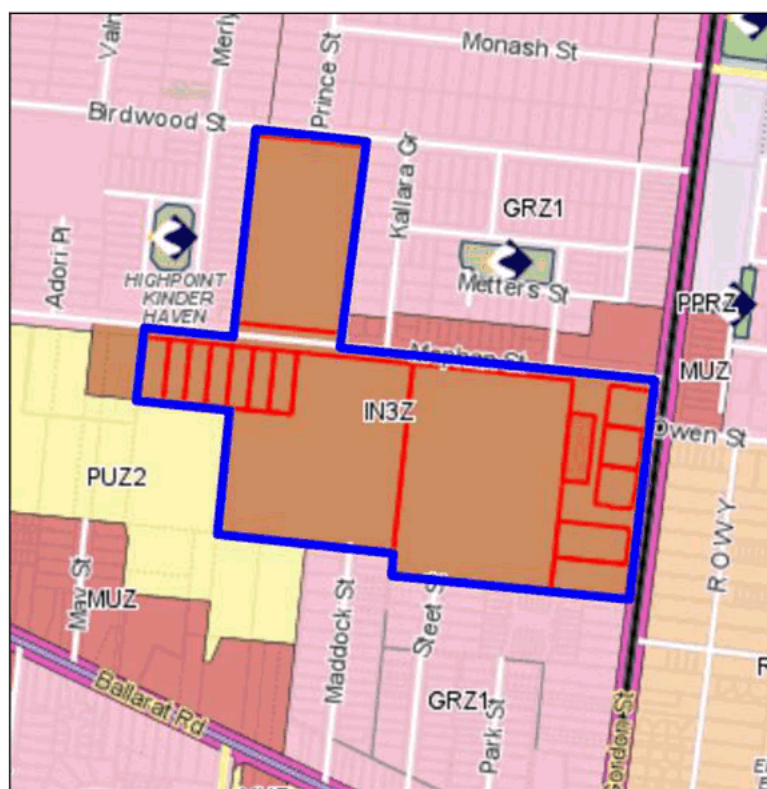 Prince St
Monash St
Birdwood St
Kallara Gr
GRZ1
Adori Pl
HIGHPOINT
KINDER
HAVEN
Metters St
PPRZ
MUZ
IN3Z
Owen St
PUZ2
ROWY
May St
MUZ
Maddock St
Steet St
Ballarat Rd
GRZ1
Park St
Gordon St